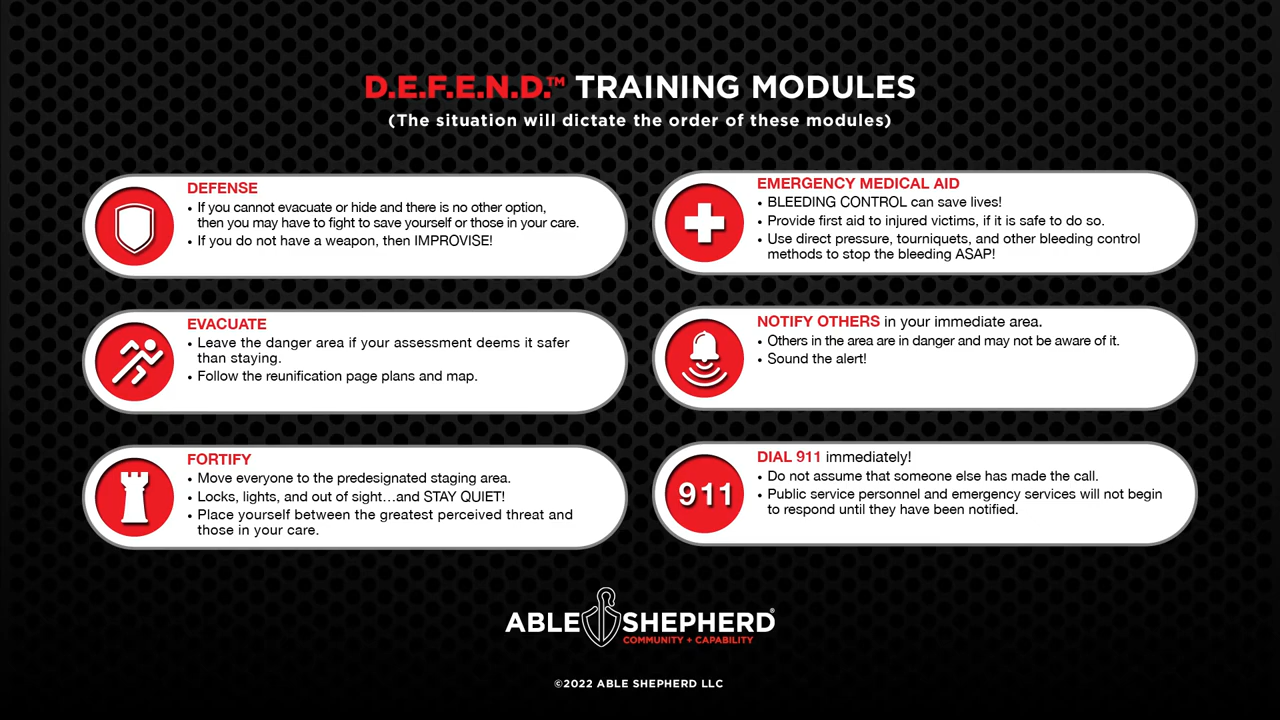 D.E.F.E.N.D.™ TRAINING MODULES
(The situation will dictate the order of these modules)
DEFENSE
• If you cannot evacuate or hide and there is no other option,
then you may have to fight to save yourself or those in your care.
• If you do not have a weapon, then IMPROVISE!
EVACUATE
• Leave the danger area if your assessment deems it safer
than staying.
• Follow the reunification page plans and map.
FORTIFY
• Move everyone to the predesignated staging area.
• Locks, lights, and out of sight…and STAY QUIET!
• Place yourself between the greatest perceived threat and
those in your care.
EMERGENCY MEDICAL AID
• BLEEDING CONTROL can save lives!
• Provide first aid to injured victims, if it is safe to do so.
• Use direct pressure, tourniquets, and other bleeding control
methods to stop the bleeding ASAP!
NOTIFY OTHERS in your immediate area.
• Others in the area are in danger and may not be aware of it.
• Sound the alert!
911
DIAL 911 immediately!
• Do not assume that someone else has made the call.
• Public service personnel and emergency services will not begin
to respond until they have been notified.
ABLE SHEPHERD®
COMMUNITY + CAPABILITY
©2022 ABLE SHEPHERD LLC